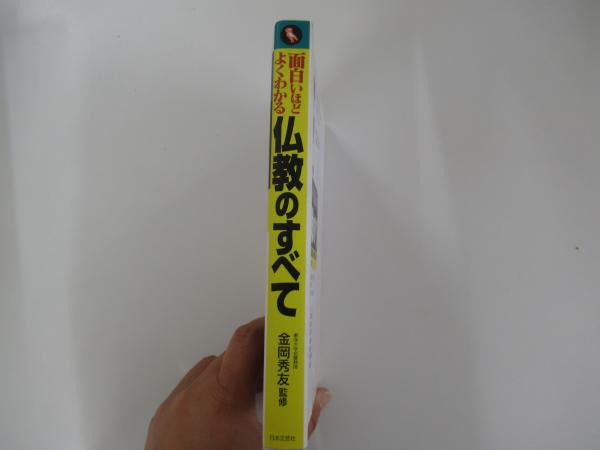 面白いほど
よくわかる
仏教のすべて
金岡秀友 監修
日本文芸社